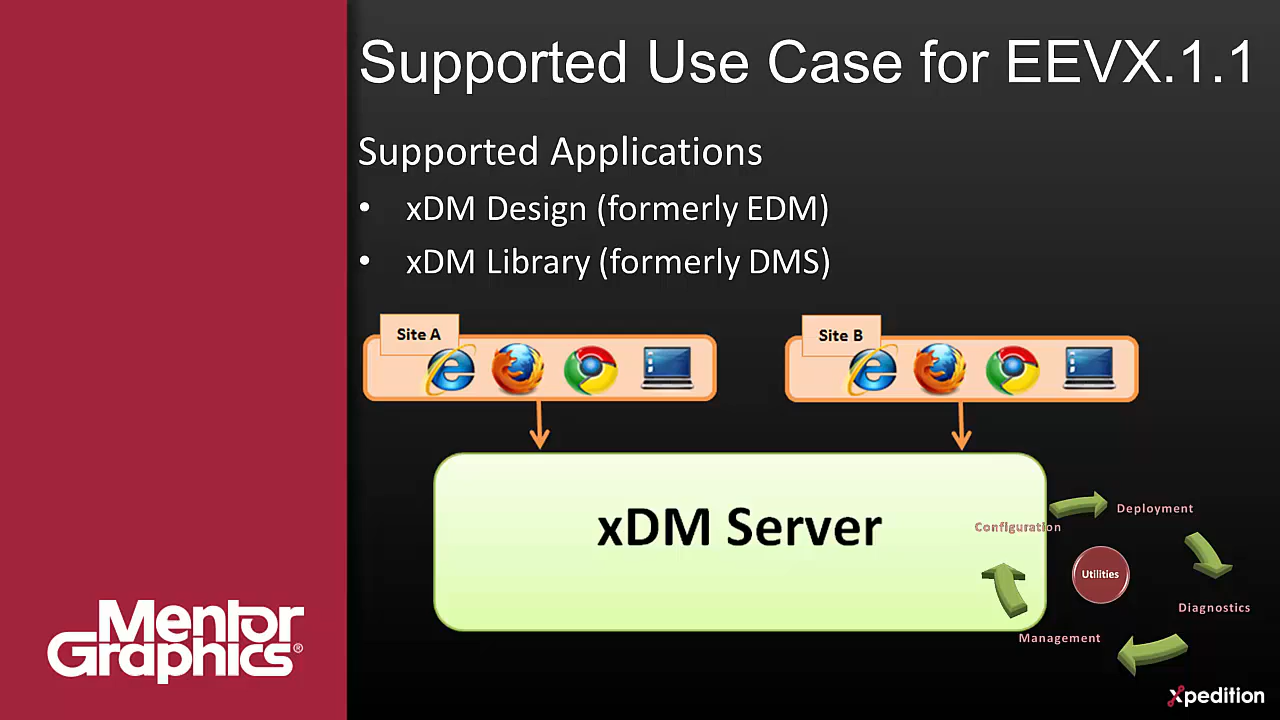 Supported Use Case for EEVX.1.1
Supported Applications
• xDM Design (formerly EDM)
• xDM Library (formerly DMS)
Site A
Site B
xDM Server
Configuration
Deployment
Utilities
Diagnostics
Management
Mentor
Graphics®
xpedition